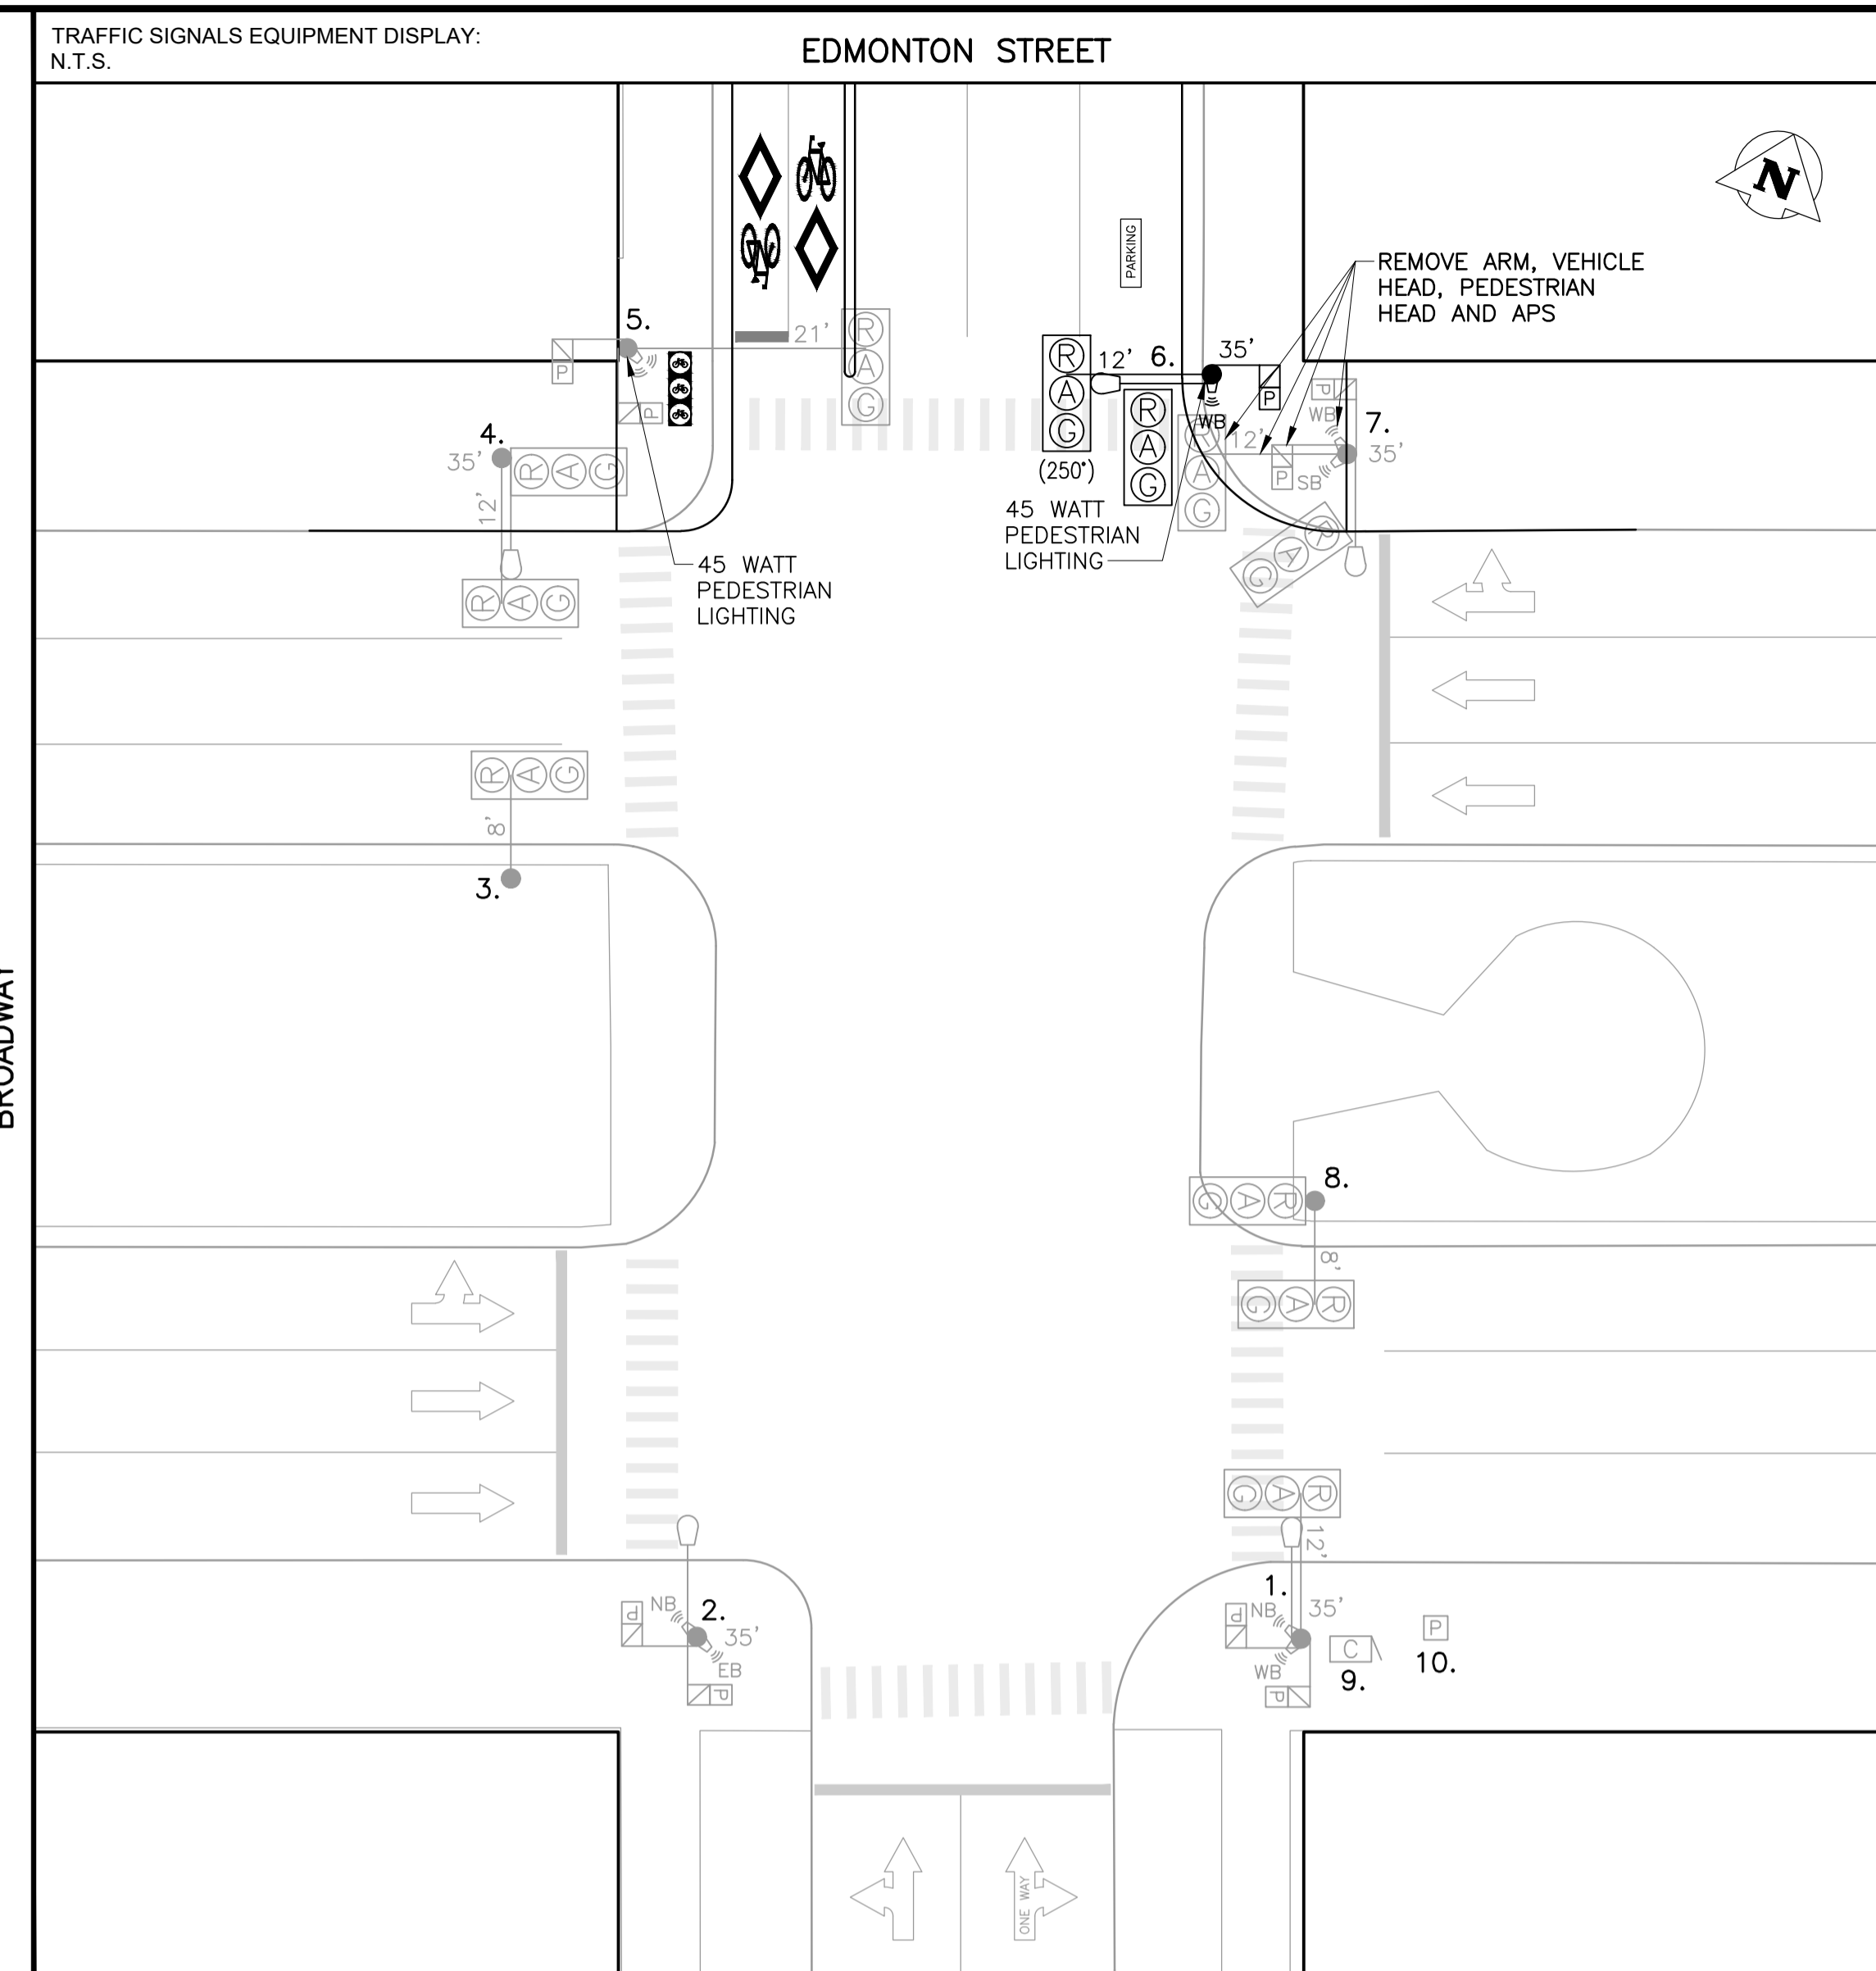 TRAFFIC SIGNALS EQUIPMENT DISPLAY:
N.T.S.
EDMONTON STREET
N
PARKING
REMOVE ARM, VEHICLE
HEAD, PEDESTRIAN
HEAD AND APS
5.
21'
R
A
G
P
P
4.
35'
R A G
12'
R A G
45 WATT
PEDESTRIAN
LIGHTING
R
A
G
(250°)
12'
6.
35'
P
WB
R
A
G
45 WATT
PEDESTRIAN
LIGHTING
R
A
G
12'
P
WB
7.
35'
P
SB
R A G
R A G
8'
3.
BROADWAY
8.
R A G
8'
R A G
R A G
12'
P
NB
2.
35'
EB
P
1.
P
NB
35'
WB
P
C
9.
P
10.
ONE WAY